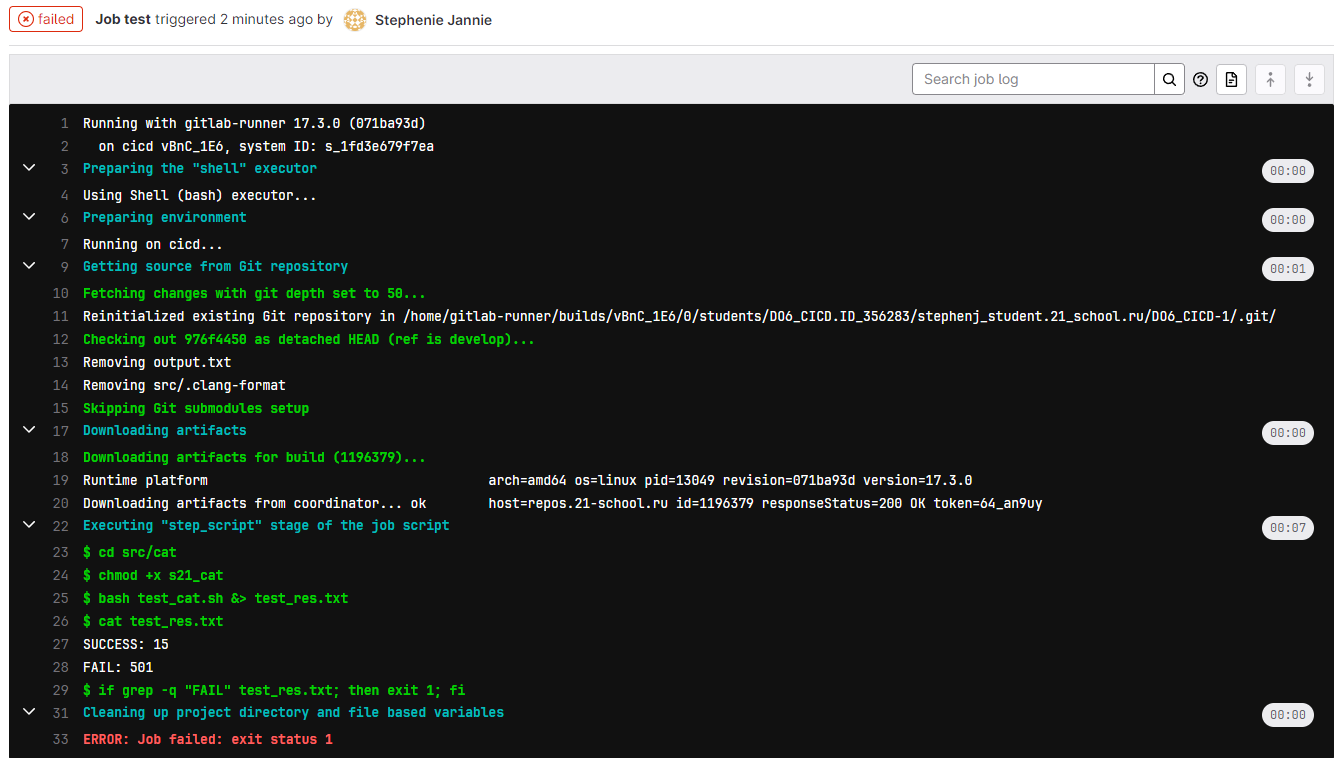 failed Job test triggered 2 minutes ago by Stephenie Jannie
Search job log
1 Running with gitlab-runner 17.3.0 (071ba93d)
2 on cicd vBnC_1E6, system ID: s_1fd3e679f7ea
3 Preparing the "shell" executor 00:00
4 Using Shell (bash) executor...
6 Preparing environment 00:00
7 Running on cicd...
9 Getting source from Git repository 00:01
10 Fetching changes with git depth set to 50...
11 Reinitialized existing Git repository in /home/gitlab-runner/builds/vBnC_1E6/0/students/DO6_CICD.ID_356283/stephenj_student.21_school.ru/DO6_CICD-1/.git/
12 Checking out 976f4450 as detached HEAD (ref is develop)...
13 Removing output.txt
14 Removing src/.clang-format
15 Skipping Git submodules setup
17 Downloading artifacts 00:00
18 Downloading artifacts for build (1196379)...
19 Runtime platform arch=amd64 os=linux pid=13049 revision=071ba93d version=17.3.0
20 Downloading artifacts from coordinator... ok host=repos.21-school.ru id=1196379 responseStatus=200 OK token=64_an9uy
22 Executing "step_script" stage of the job script 00:07
23 $ cd src/cat
24 $ chmod +x s21_cat
25 $ bash test_cat.sh &> test_res.txt
26 $ cat test_res.txt
27 SUCCESS: 15
28 FAIL: 501
29 $ if grep -q "FAIL" test_res.txt; then exit 1; fi
31 Cleaning up project directory and file based variables 00:00
33 ERROR: Job failed: exit status 1